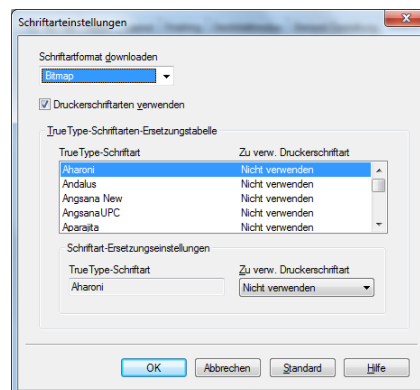 Schriftarteinstellungen
Schriftartformat downloaden
Bitmap
Druckerschriftarten verwenden
TrueType-Schriftarten-Ersetzungstabelle
TrueType-Schriftart Zu verw. Druckerschriftart
Aharoni Nicht verwenden
Andalus Nicht verwenden
Angsana New Nicht verwenden
AngsanaUPC Nicht verwenden
Aparajita Nicht verwenden
Schriftart-Ersetzungseinstellungen
TrueType-Schriftart Zu verw. Druckerschriftart
Aharoni Nicht verwenden
OK Abbrechen Standard Hilfe